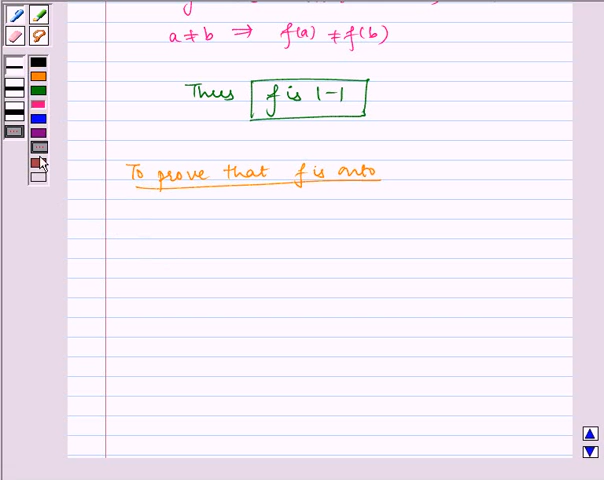 a ≠ b ⇒ f(a) ≠ f(b)
Thus f is 1-1
To prove that f is onto